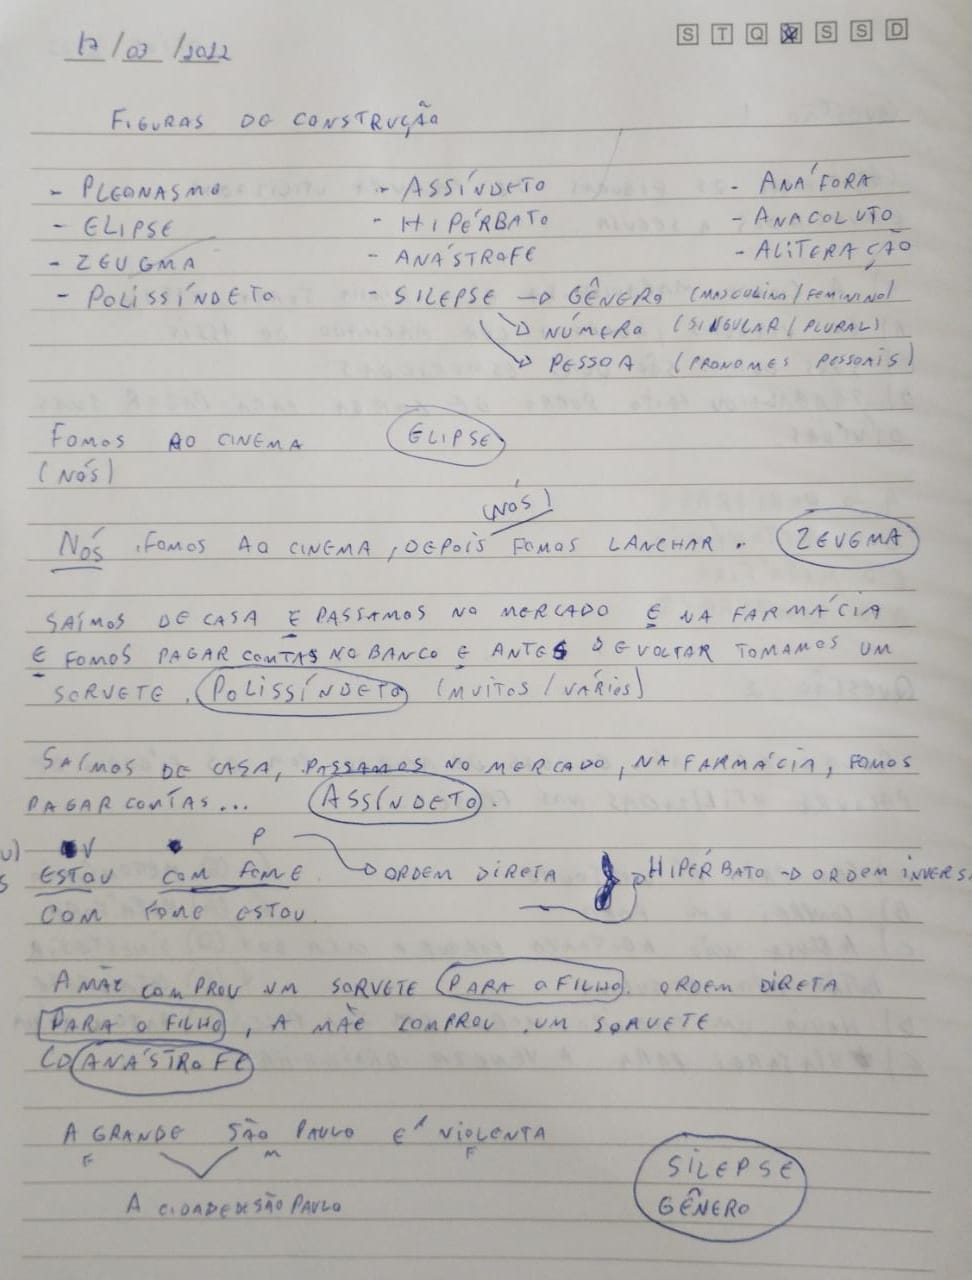 17/03/2022
S T Q S S D
FIGURAS DE CONSTRUÇÃO
- PLEONASMO - ASSÍNDETO - ANÁFORA
- ELIPSE - HIPÉRBATO - ANACOLUTO
- ZEUGMA - ANÁSTROFE - ALITERAÇÃO
- POLISSÍNDETO - SILEPSE → GÊNERO (MASCULINO/FEMININO)
→ NÚMERO (SINGULAR/PLURAL)
→ PESSOA (PRONOMES PESSOAIS)
FOMOS AO CINEMA ELIPSE
(NÓS)
(NÓS)
NÓS FOMOS AO CINEMA, DEPOIS FOMOS LANCHAR. ZEUGMA
SAÍMOS DE CASA E PASSAMOS NO MERCADO E NA FARMÁCIA
E FOMOS PAGAR CONTAS NO BANCO E ANTES DE VOLTAR TOMAMOS UM
SORVETE. POLISSÍNDETO (MUITOS/VÁRIOS)
SAÍMOS DE CASA, PASSAMOS NO MERCADO, NA FARMÁCIA, FOMOS
PAGAR CONTAS... ASSÍNDETO.
V P
ESTOU COM FOME. → ORDEM DIRETA HIPÉRBATO → ORDEM INVERS
COM FOME ESTOU.
A MÃE COMPROU UM SORVETE PARA O FILHO. ORDEM DIRETA
PARA O FILHO, A MÃE COMPROU UM SORVETE
ANÁSTROFE
A GRANDE SÃO PAULO É VIOLENTA
F M F
A CIDADE DE SÃO PAULO
SILEPSE
GÊNERO